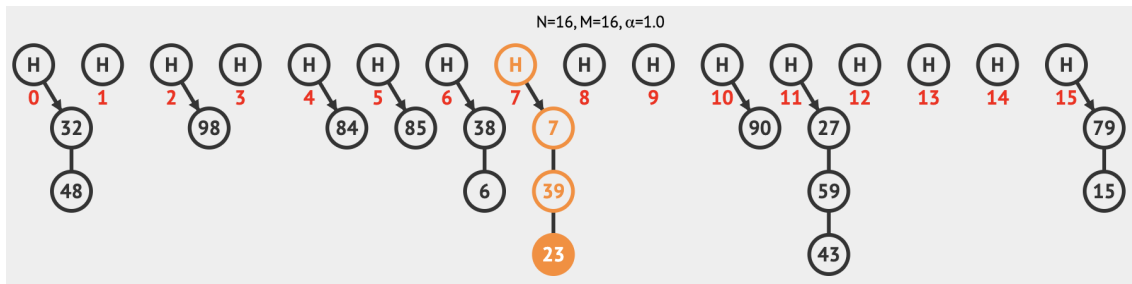 N=16, M=16, α=1.0
H H H H H H H H H H H H H H H H
0 1 2 3 4 5 6 7 8 9 10 11 12 13 14 15
32 98 84 85 38 7 90 27 79
48 6 39 59 15
23 43